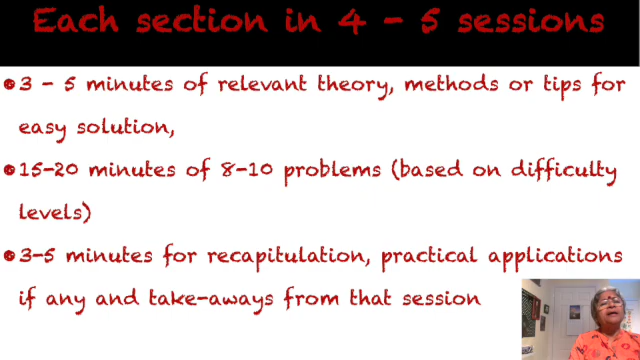 Each section in 4 - 5 sessions
•3 - 5 minutes of relevant theory, methods or tips for
easy solution,
•15-20 minutes of 8-10 problems (based on difficulty
levels)
•3-5 minutes for recapitulation, practical applications
if any and take-aways from that session